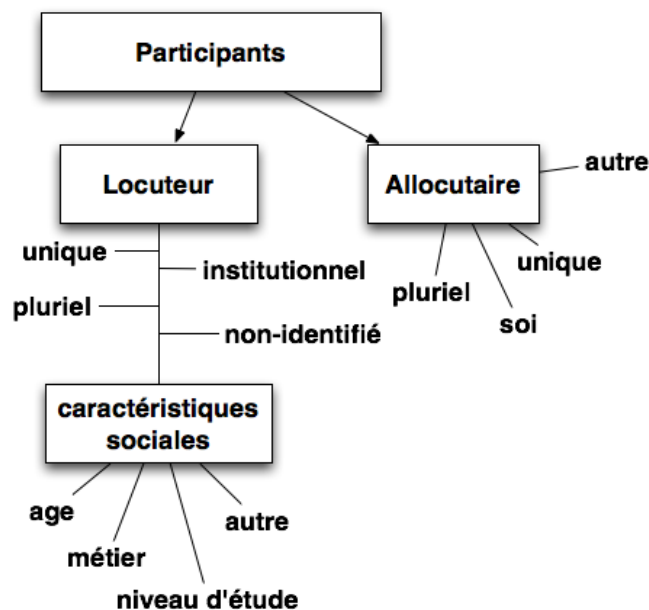 Participants
Locuteur
Allocutaire
autre
unique
institutionnel
pluriel
non-identifié
pluriel
soi
unique
caractéristiques
sociales
age
métier
niveau d'étude
autre